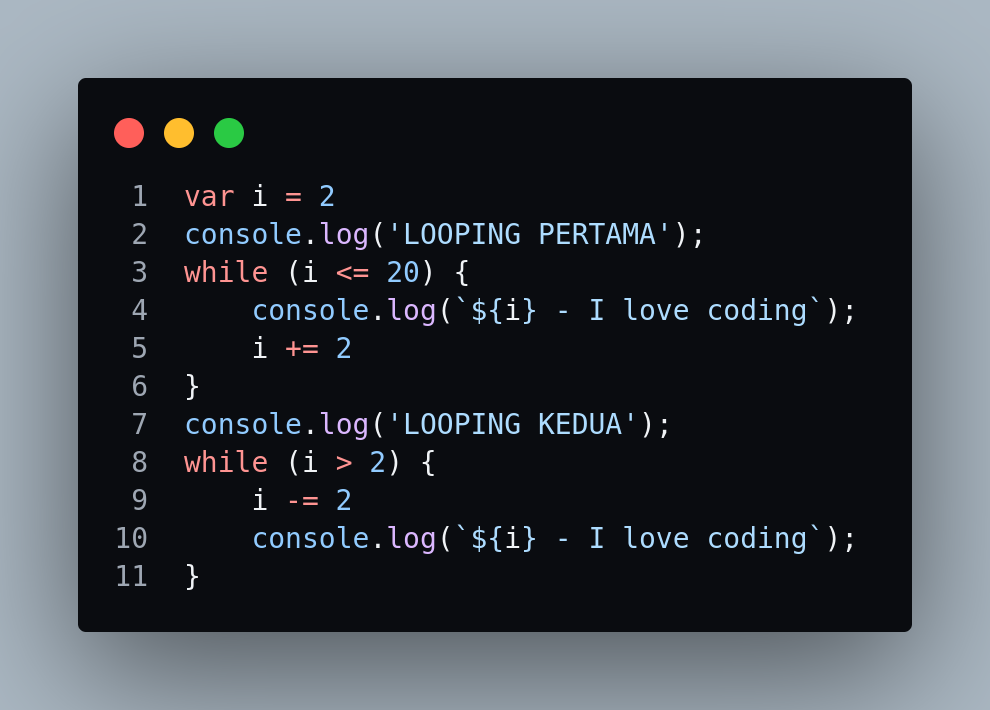 1 var i = 2
2 console.log('LOOPING PERTAMA');
3 while (i <= 20) {
4     console.log(`${i} - I love coding`);
5     i += 2
6 }
7 console.log('LOOPING KEDUA');
8 while (i > 2) {
9     i -= 2
10     console.log(`${i} - I love coding`);
11 }